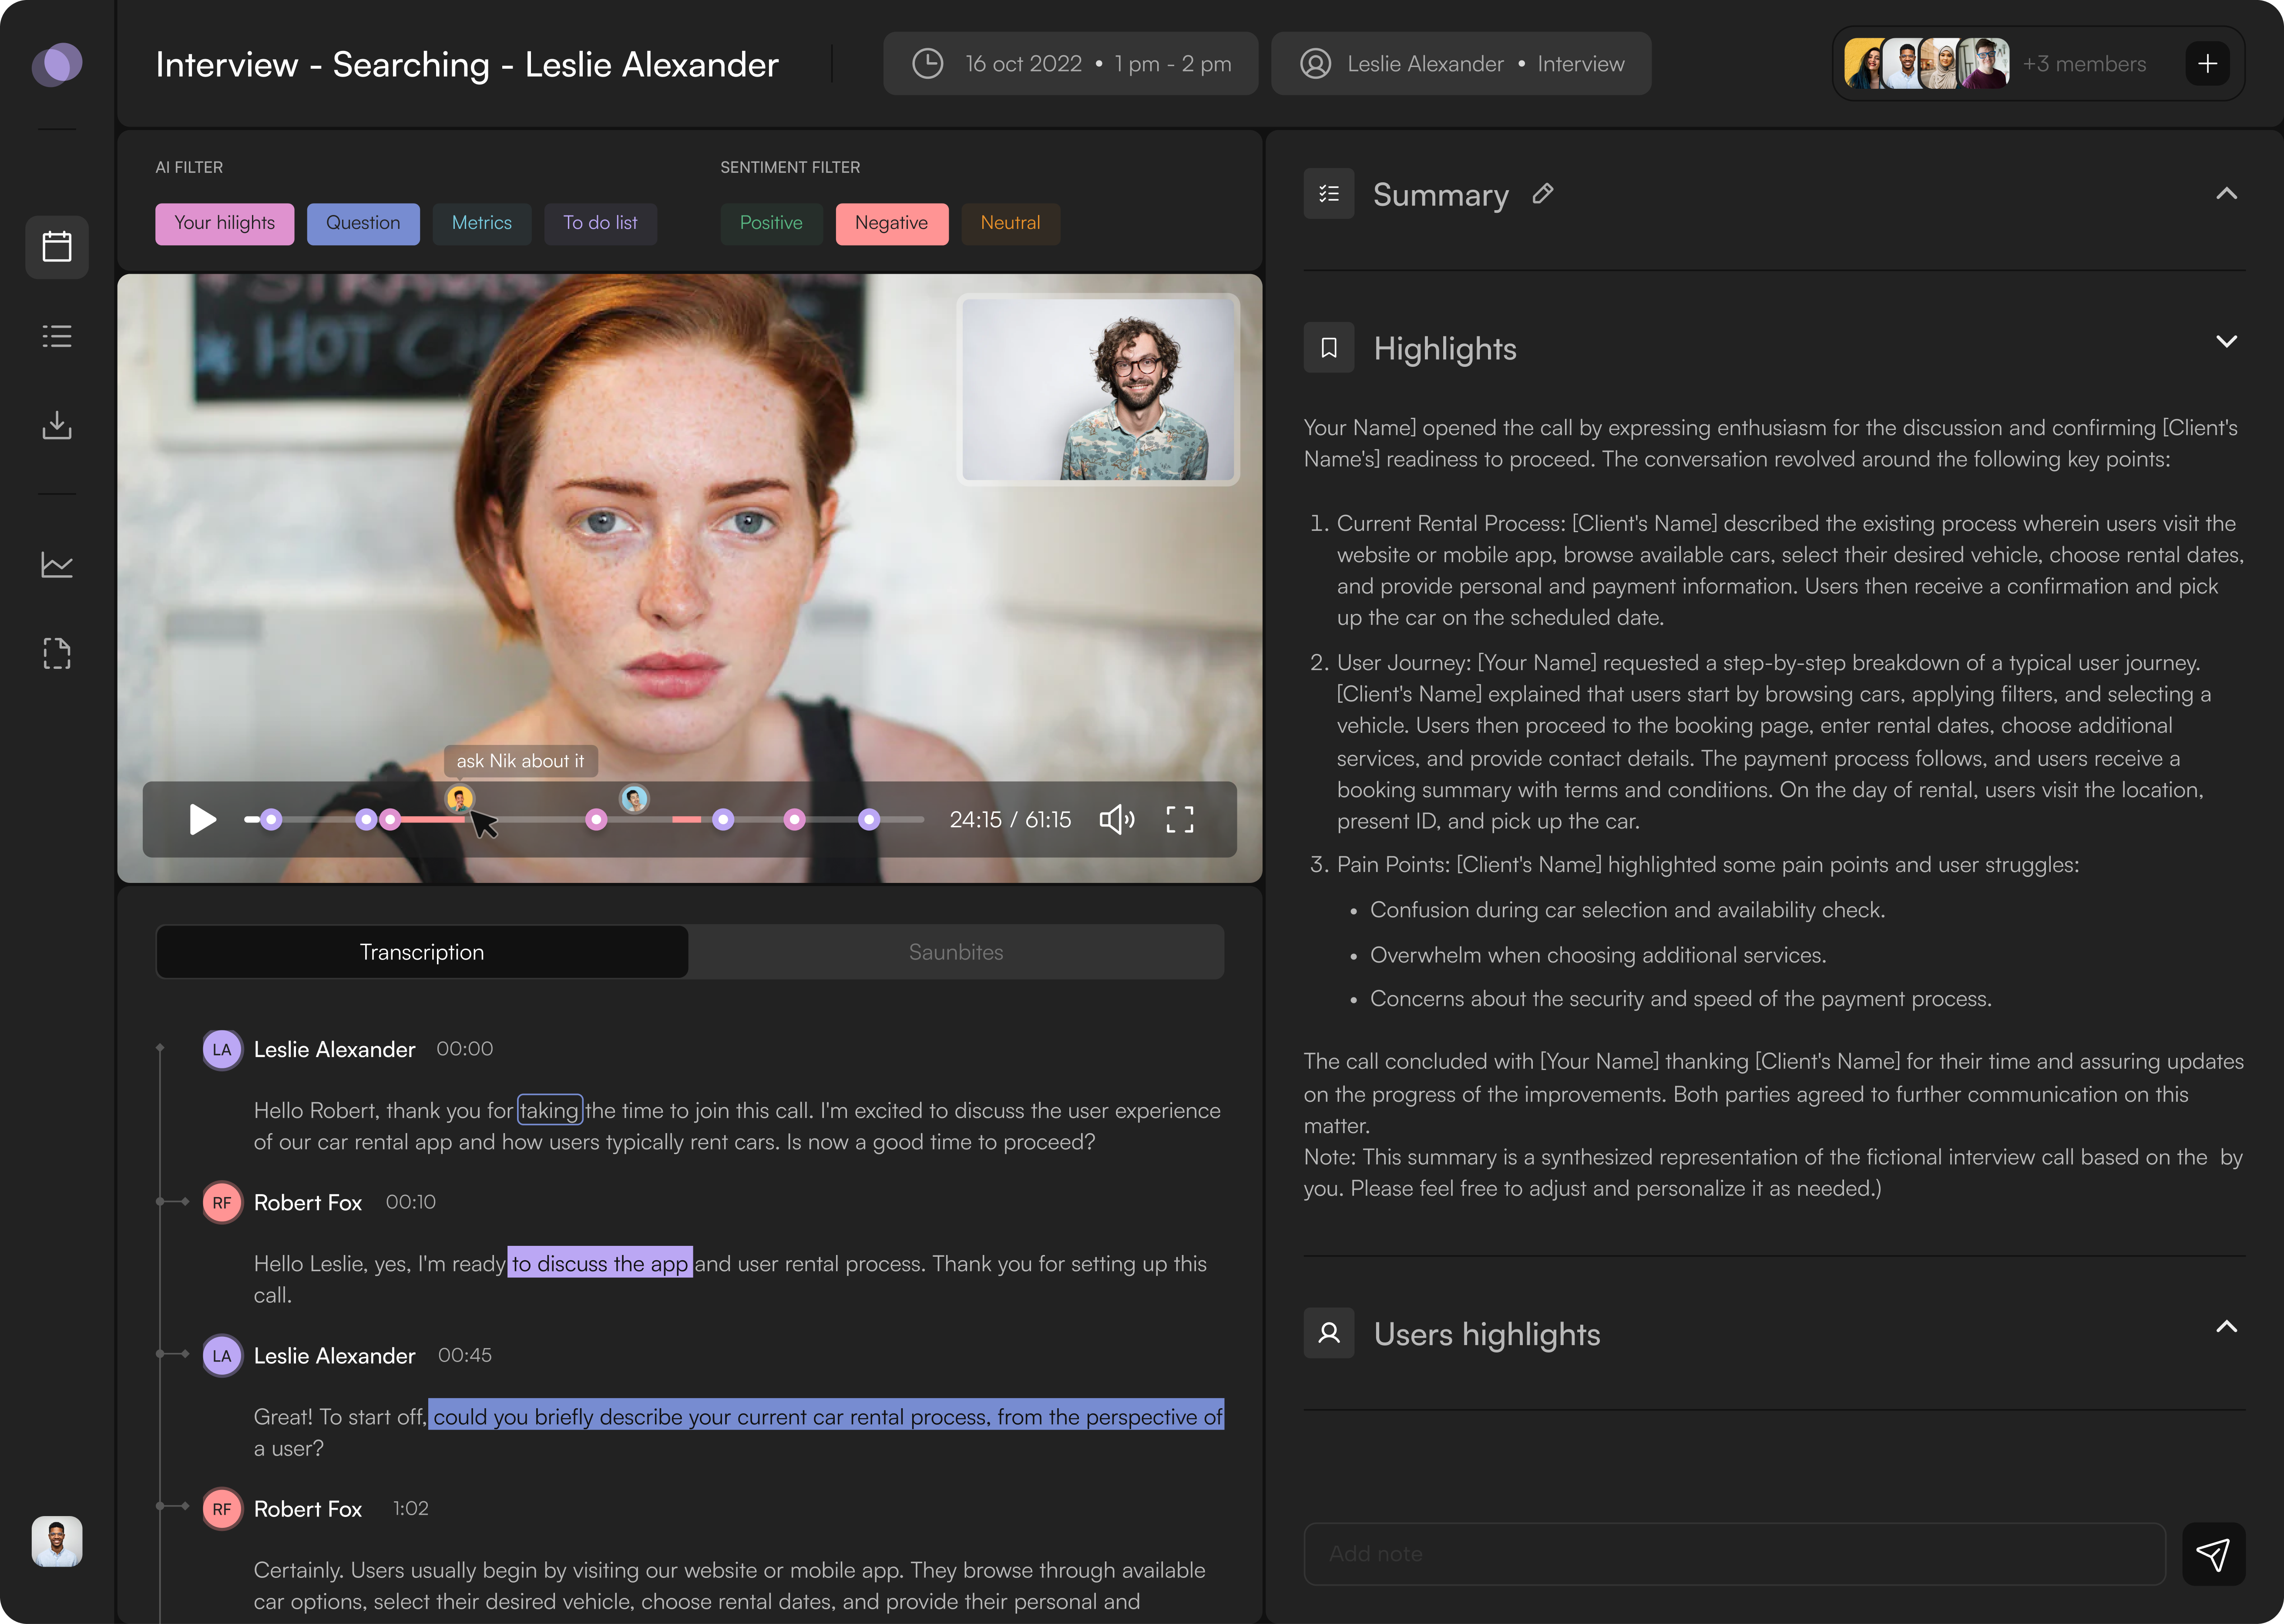 Interview - Searching - Leslie Alexander
16 oct 2022 • 1 pm - 2 pm
Leslie Alexander • Interview
+3 members
AI FILTER
Your hilights
Question
Metrics
To do list
SENTIMENT FILTER
Positive
Negative
Neutral
HOT
ask Nik about it
24:15 / 61:15
Transcription
Saunbites
LA
Leslie Alexander
00:00
Hello Robert, thank you for taking the time to join this call. I'm excited to discuss the user experience
of our car rental app and how users typically rent cars. Is now a good time to proceed?
RF
Robert Fox
00:10
Hello Leslie, yes, I'm ready to discuss the app and user rental process. Thank you for setting up this
call.
LA
Leslie Alexander
00:45
Great! To start off, could you briefly describe your current car rental process, from the perspective of
a user?
RF
Robert Fox
1:02
Certainly. Users usually begin by visiting our website or mobile app. They browse through available
car options, select their desired vehicle, choose rental dates, and provide their personal and
Summary
Highlights
Your Name] opened the call by expressing enthusiasm for the discussion and confirming [Client's
Name's] readiness to proceed. The conversation revolved around the following key points:
1. Current Rental Process: [Client's Name] described the existing process wherein users visit the
website or mobile app, browse available cars, select their desired vehicle, choose rental dates,
and provide personal and payment information. Users then receive a confirmation and pick
up the car on the scheduled date.
2. User Journey: [Your Name] requested a step-by-step breakdown of a typical user journey.
[Client's Name] explained that users start by browsing cars, applying filters, and selecting a
vehicle. Users then proceed to the booking page, enter rental dates, choose additional
services, and provide contact details. The payment process follows, and users receive a
booking summary with terms and conditions. On the day of rental, users visit the location,
present ID, and pick up the car.
3. Pain Points: [Client's Name] highlighted some pain points and user struggles:
• Confusion during car selection and availability check.
• Overwhelm when choosing additional services.
• Concerns about the security and speed of the payment process.
The call concluded with [Your Name] thanking [Client's Name] for their time and assuring updates
on the progress of the improvements. Both parties agreed to further communication on this
matter.
Note: This summary is a synthesized representation of the fictional interview call based on the by
you. Please feel free to adjust and personalize it as needed.)
Users highlights
Add note